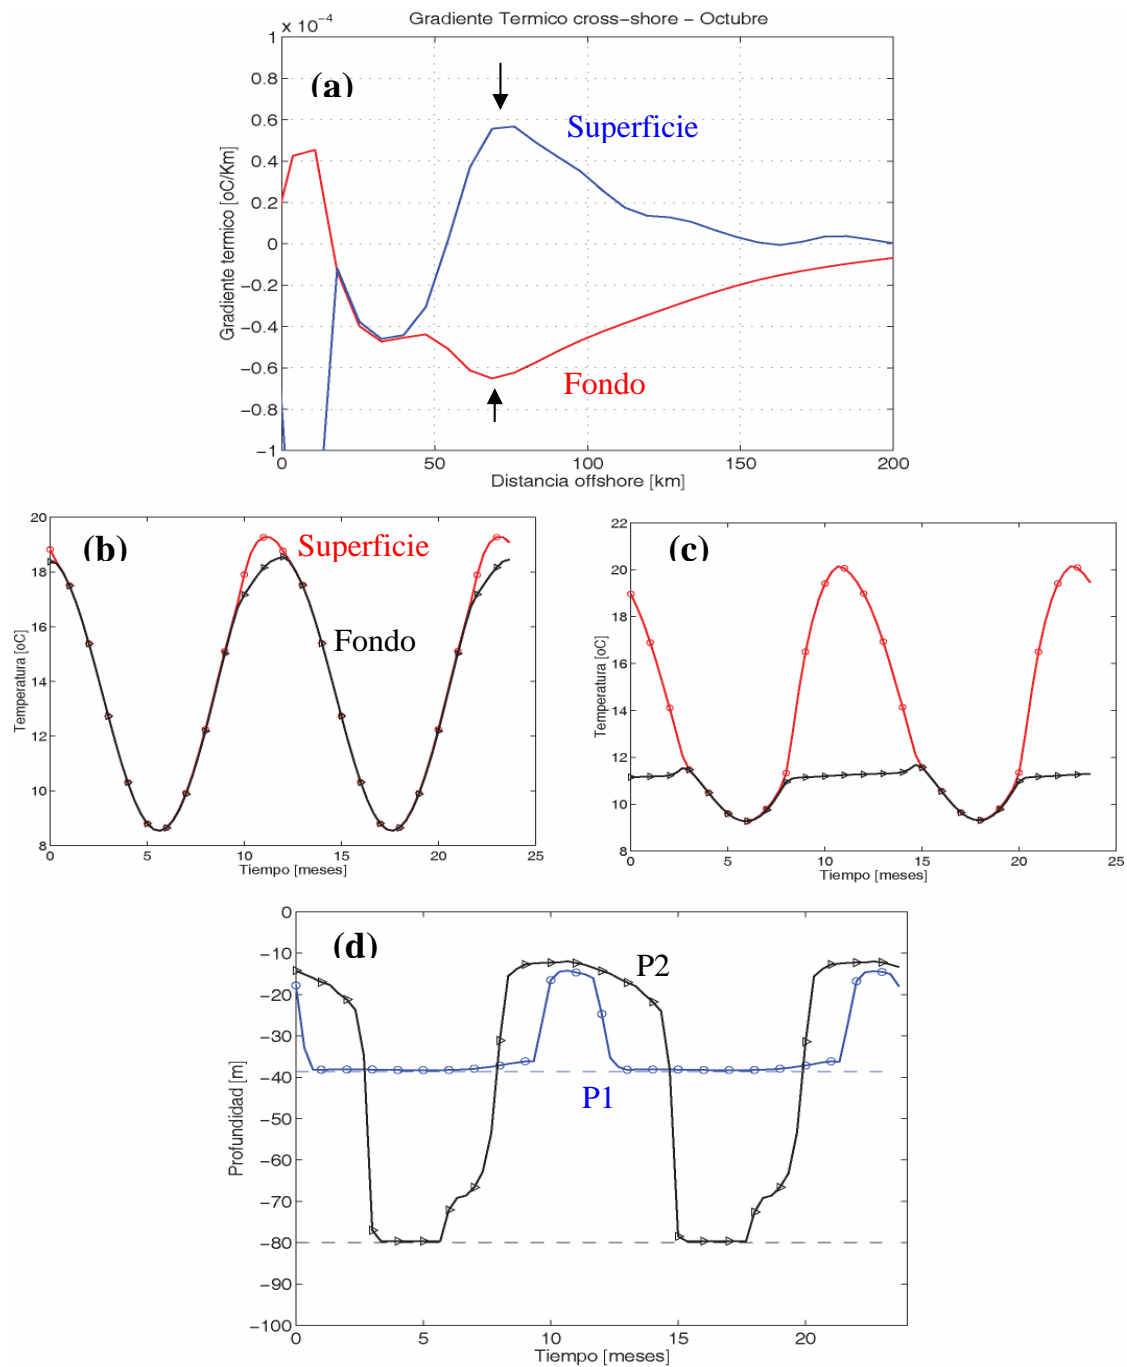 Gradiente Termico cross-shore - Octubre
x 10⁻⁴
1
0.8
0.6
0.4
0.2
0
-0.2
-0.4
-0.6
-0.8
-1
Gradiente termico [oC/Km]
(a)
Superficie
Fondo
0 50 100 150 200
Distancia offshore [km]
20
18
16
14
12
10
8
Temperatura [oC]
(b)
Superficie
Fondo
0 5 10 15 20 25
Tiempo [meses]
22
20
18
16
14
12
10
8
Temperatura [oC]
(c)
0 5 10 15 20 25
Tiempo [meses]
0
-10
-20
-30
-40
-50
-60
-70
-80
-90
-100
Profundidad [m]
(d)
P2
P1
0 5 10 15 20
Tiempo [meses]